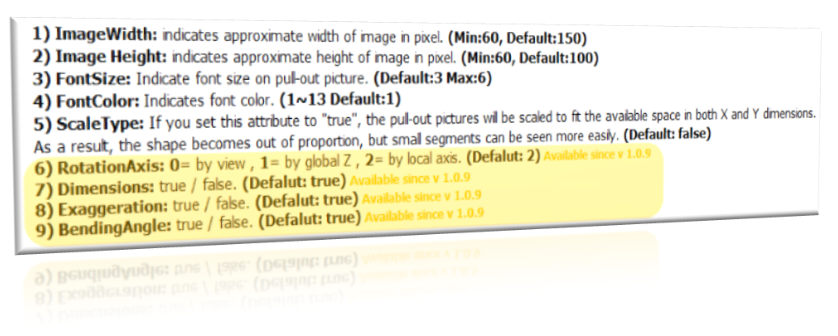 1) ImageWidth: indicates approximate width of image in pixel. (Min:60, Default:150)
2) Image Height: indicates approximate height of image in pixel. (Min:60, Default:100)
3) FontSize: Indicate font size on pull-out picture. (Default:3 Max:6)
4) FontColor: Indicates font color. (1~13 Default:1)
5) ScaleType: If you set this attribute to "true", the pull-out pictures will be scaled to fit the available space in both X and Y dimensions.
As a result, the shape becomes out of proportion, but small segments can be seen more easily. (Default: false)
6) RotationAxis: 0= by view , 1= by global Z , 2= by local axis. (Defalut: 2) Available since v 1.0.9
7) Dimensions: true / false. (Defalut: true) Available since v 1.0.9
8) Exaggeration: true / false. (Defalut: true) Available since v 1.0.9
9) BendingAngle: true / false. (Defalut: true) Available since v 1.0.9